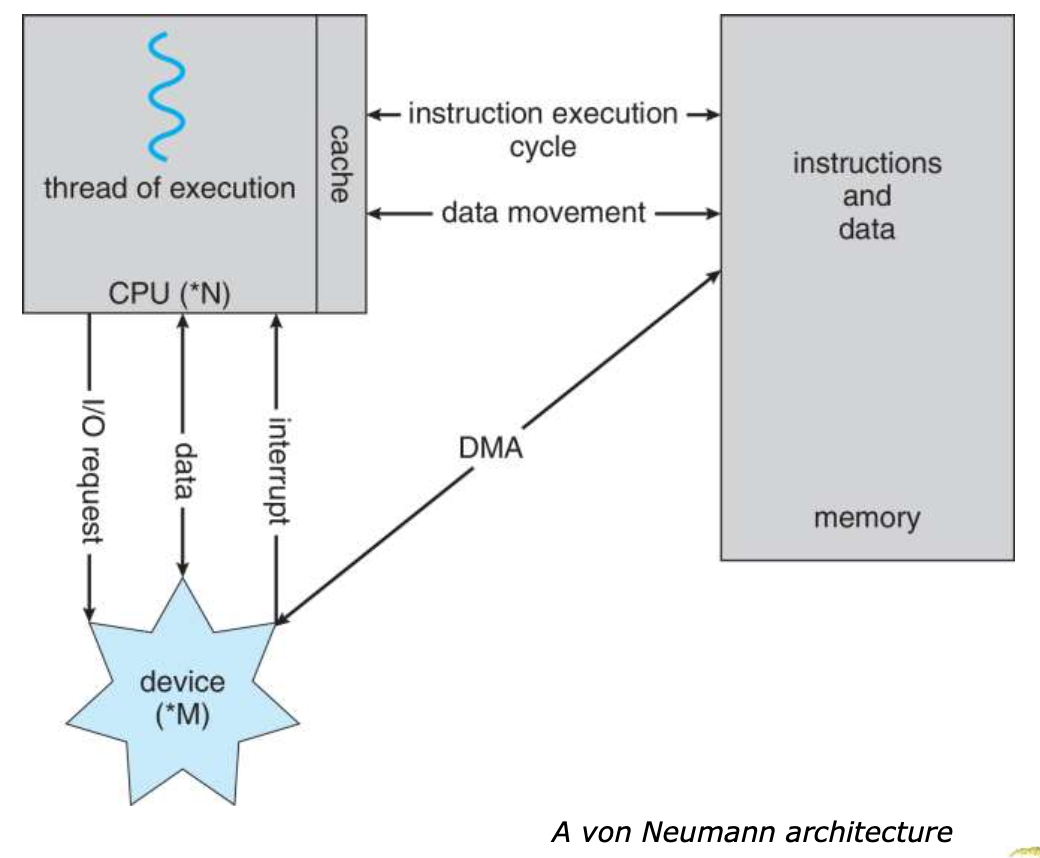 thread of execution
cache
CPU (*N)
instruction execution
cycle
data movement
instructions
and
data
memory
I/O request
data
interrupt
DMA
device
(*M)
A von Neumann architecture